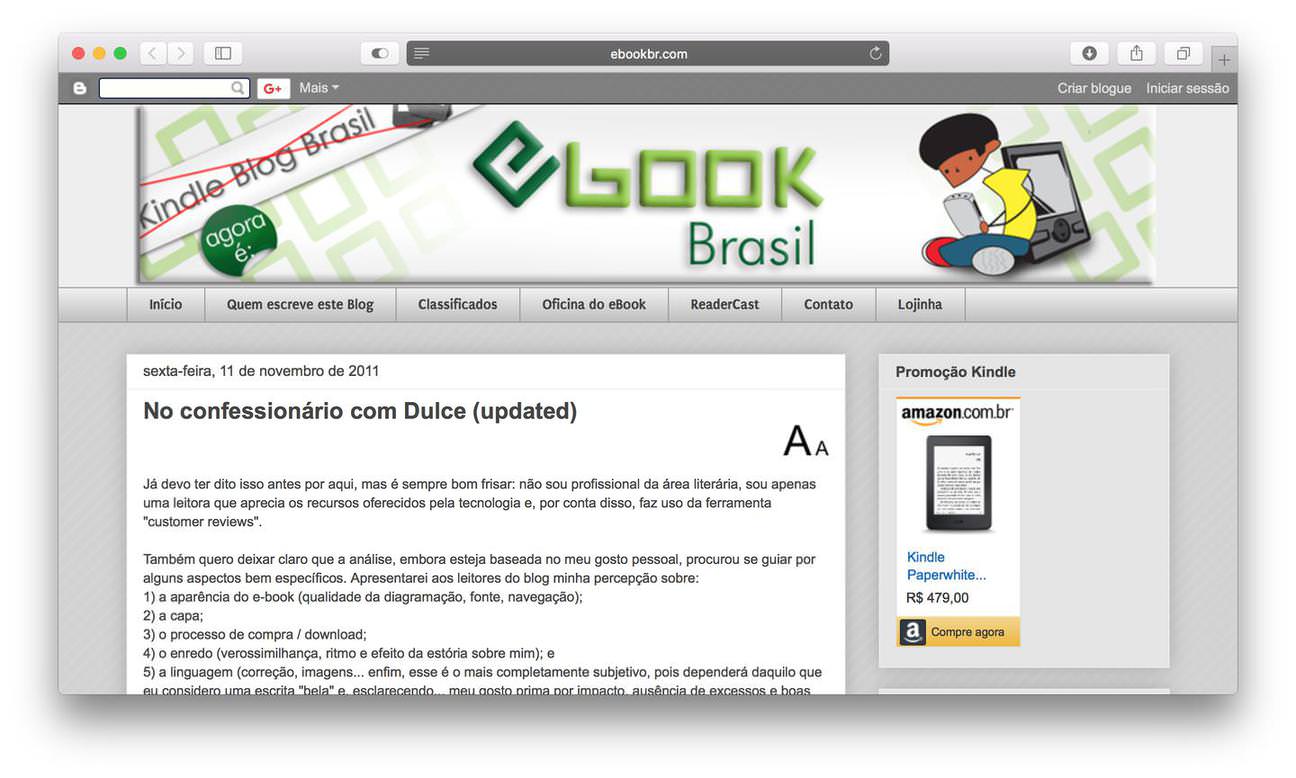 ebookbr.com
G+
Mais
Criar blogue Iniciar sessão
Kindle Blog Brasil
agora
é:
ebook
Brasil
Início Quem escreve este Blog Classificados Oficina do eBook ReaderCast Contato Lojinha
sexta-feira, 11 de novembro de 2011
No confessionário com Dulce (updated)
A A
Já devo ter dito isso antes por aqui, mas é sempre bom frisar: não sou profissional da área literária, sou apenas
uma leitora que aprecia os recursos oferecidos pela tecnologia e, por conta disso, faz uso da ferramenta
"customer reviews".
Também quero deixar claro que a análise, embora esteja baseada no meu gosto pessoal, procurou se guiar por
alguns aspectos bem específicos. Apresentarei aos leitores do blog minha percepção sobre:
1) a aparência do e-book (qualidade da diagramação, fonte, navegação);
2) a capa;
3) o processo de compra / download;
4) o enredo (verossimilhança, ritmo e efeito da estória sobre mim); e
5) a linguagem (correção, imagens... enfim, esse é o mais completamente subjetivo, pois dependerá daquilo que
eu considero uma escrita "bela" e, esclarecendo... meu gosto prima por impacto, ausência de excessos e boas
Promoção Kindle
amazon.com.br
Kindle
Paperwhite...
R$ 479,00
a Compre agora